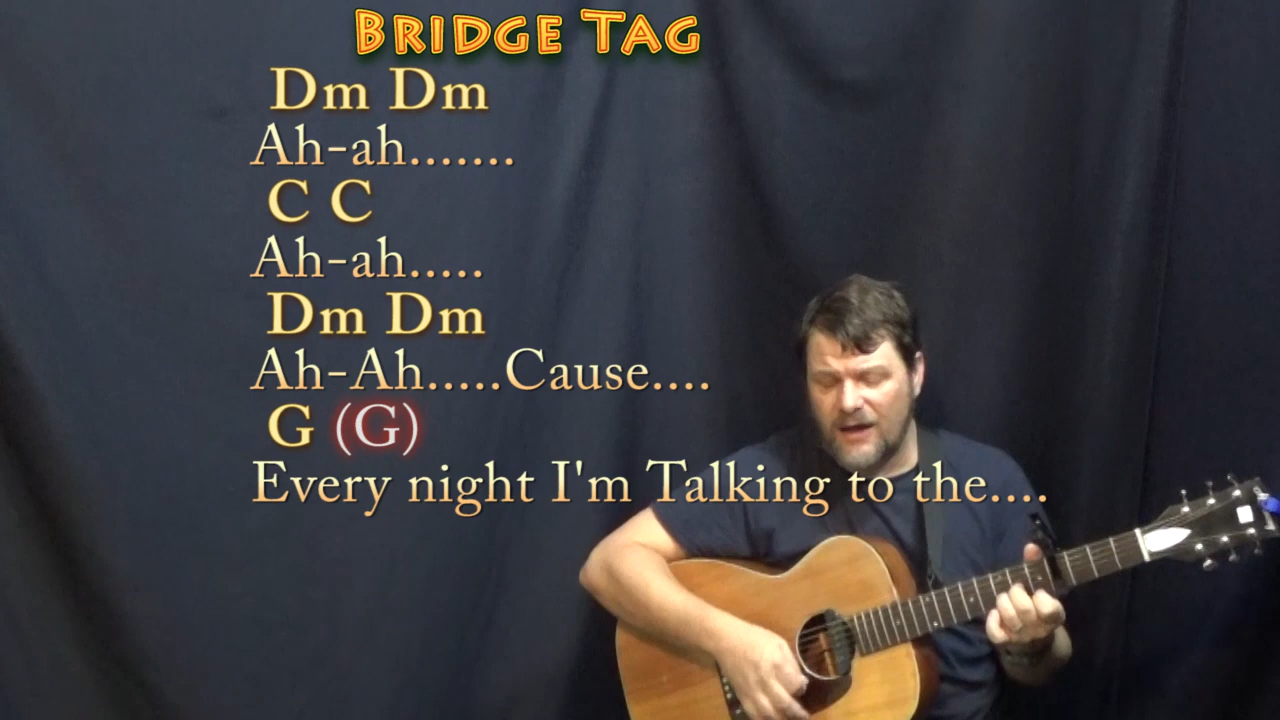 Bridge Tag
Dm Dm
Ah-ah.......
C C
Ah-ah.....
Dm Dm
Ah-Ah.....Cause....
G (G)
Every night I'm Talking to the....